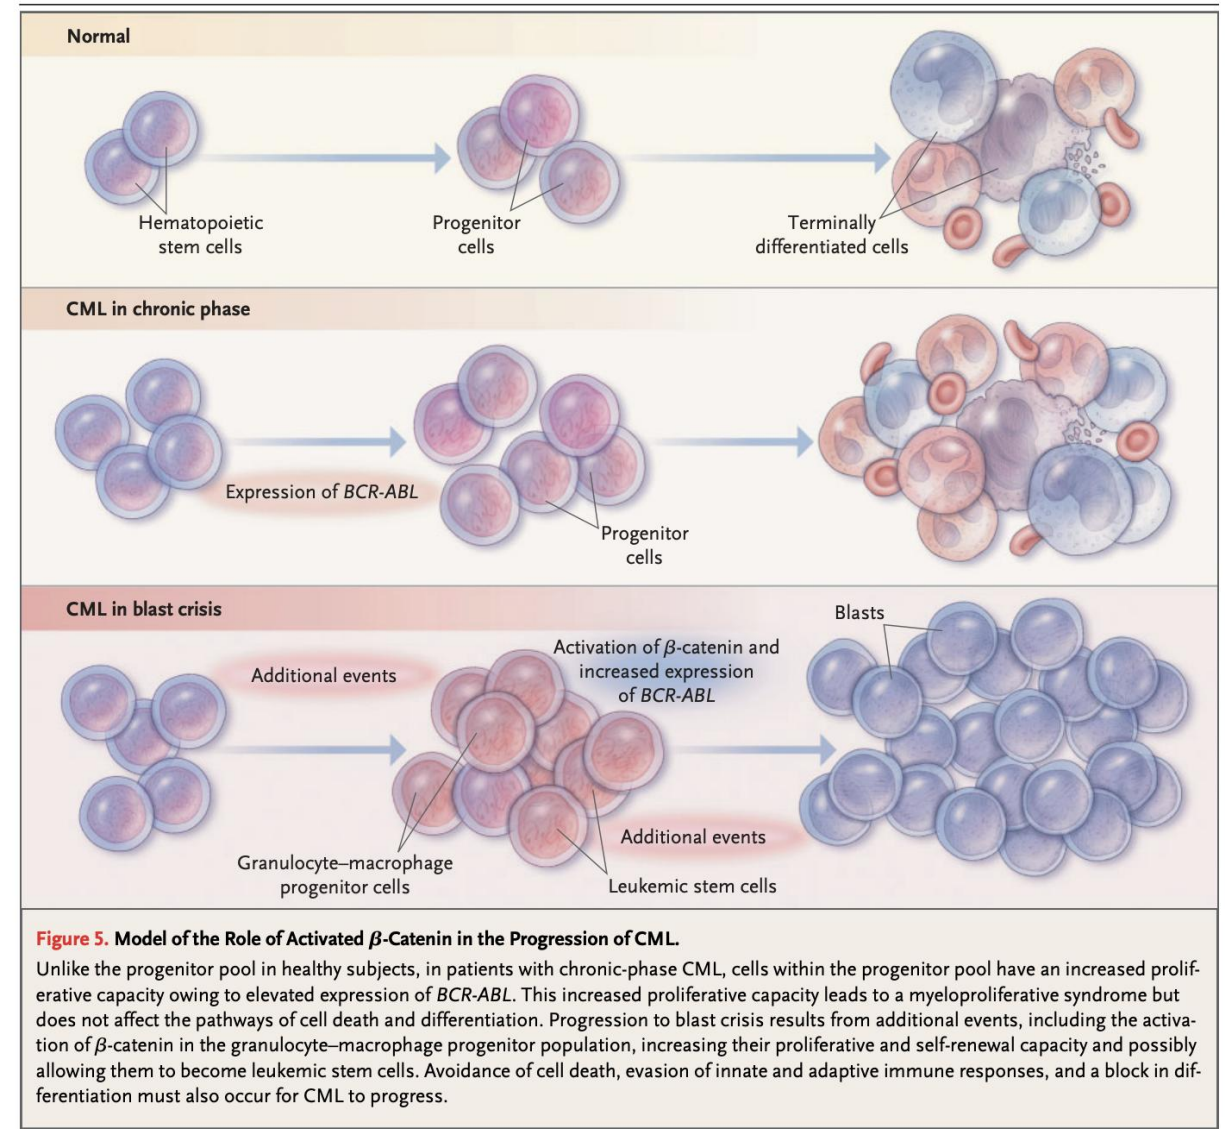 Normal
Hematopoietic
stem cells
Progenitor
cells
Terminally
differentiated cells
CML in chronic phase
Expression of BCR-ABL
Progenitor
cells
CML in blast crisis
Additional events
Activation of β-catenin and
increased expression
of BCR-ABL
Blasts
Granulocyte–macrophage
progenitor cells
Additional events
Leukemic stem cells
Figure 5. Model of the Role of Activated β-Catenin in the Progression of CML.
Unlike the progenitor pool in healthy subjects, in patients with chronic-phase CML, cells within the progenitor pool have an increased prolif-
erative capacity owing to elevated expression of BCR-ABL. This increased proliferative capacity leads to a myeloproliferative syndrome but
does not affect the pathways of cell death and differentiation. Progression to blast crisis results from additional events, including the activa-
tion of β-catenin in the granulocyte–macrophage progenitor population, increasing their proliferative and self-renewal capacity and possibly
allowing them to become leukemic stem cells. Avoidance of cell death, evasion of innate and adaptive immune responses, and a block in dif-
ferentiation must also occur for CML to progress.